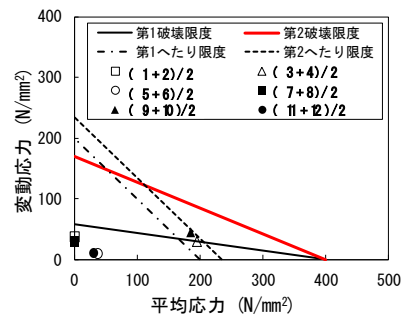 変動応力 (N/mm²)
400
300
200
100
0
第1破壊限度 第2破壊限度
第1へたり限度 第2へたり限度
( 1+2)/2 ( 3+4)/2
( 5+6)/2 ( 7+8)/2
( 9+10)/2 ( 11+12)/2
0 100 200 300 400 500
平均応力 (N/mm²)